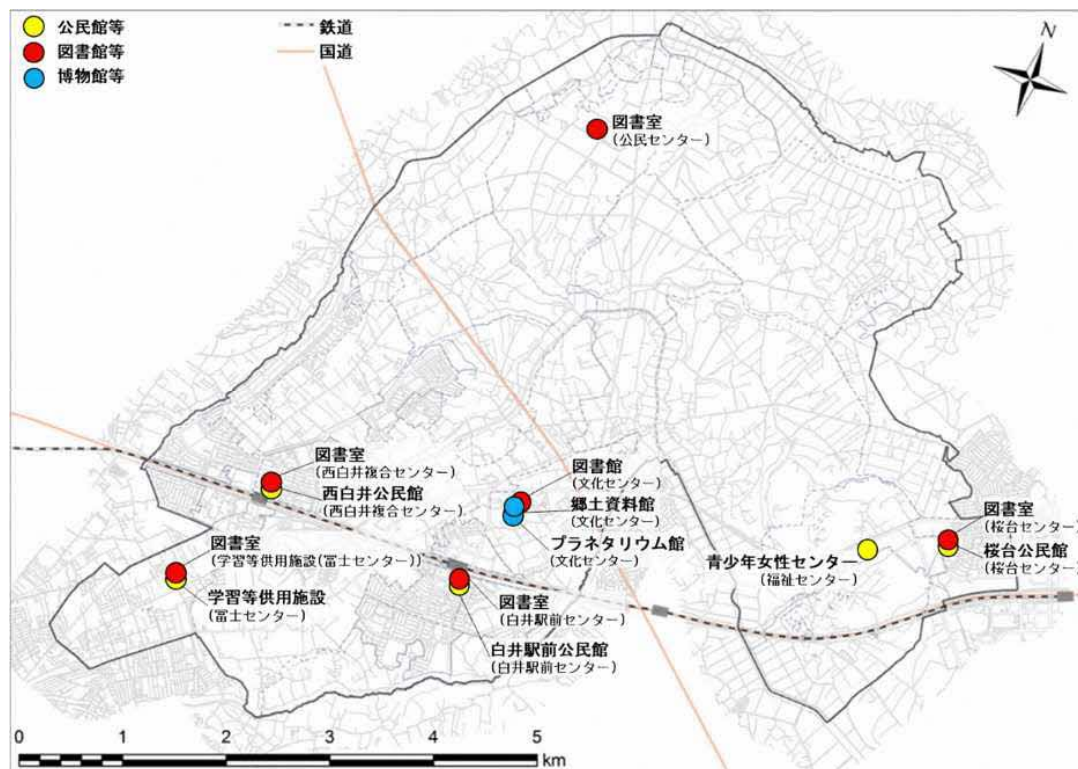 公民館等
図書館等
博物館等
鉄道
国道
N
図書室
(公民センター)
図書室
(西白井複合センター)
西白井公民館
(西白井複合センター)
図書館
(文化センター)
郷土資料館
(文化センター)
プラネタリウム館
(文化センター)
図書室
(学習等供用施設(冨士センター))
学習等供用施設
(冨士センター)
図書室
(白井駅前センター)
白井駅前公民館
(白井駅前センター)
青少年女性センター
(福祉センター)
図書室
(桜台センター)
桜台公民館
(桜台センター)
0 1 2 3 4 5
km